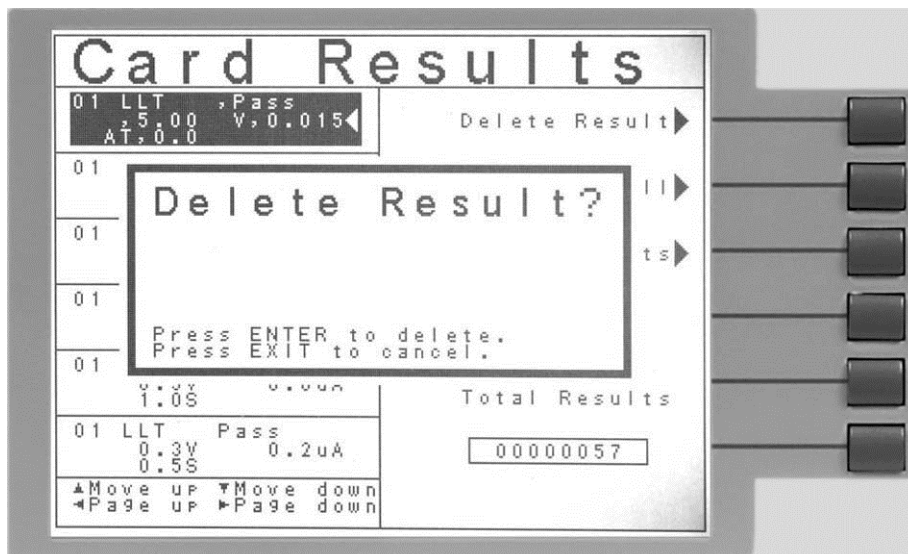 Card Results
01 LLT ,Pass
,5.00 V,0.015
AT,0.0
Delete Result
01
ll
Delete Result?
01
ts
01
Press ENTER to delete.
Press EXIT to cancel.
01
1.0S
Total Results
01 LLT Pass
0.3V 0.2uA
0.5S
00000057
▲Move up ▼Move down
◄Page up ►Page down